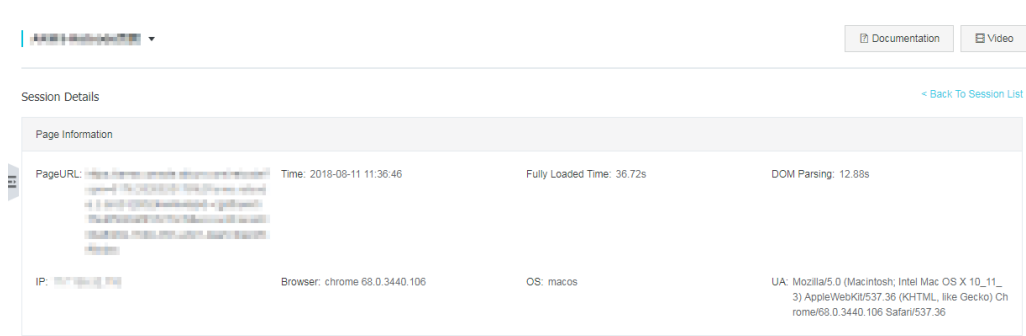 Documentation
Video
Session Details
< Back To Session List
Page Information
PageURL:
Time: 2018-08-11 11:36:46
Fully Loaded Time: 36.72s
DOM Parsing: 12.88s
IP:
Browser: chrome 68.0.3440.106
OS: macos
UA: Mozilla/5.0 (Macintosh; Intel Mac OS X 10_11_
3) AppleWebKit/537.36 (KHTML, like Gecko) Ch
rome/68.0.3440.106 Safari/537.36